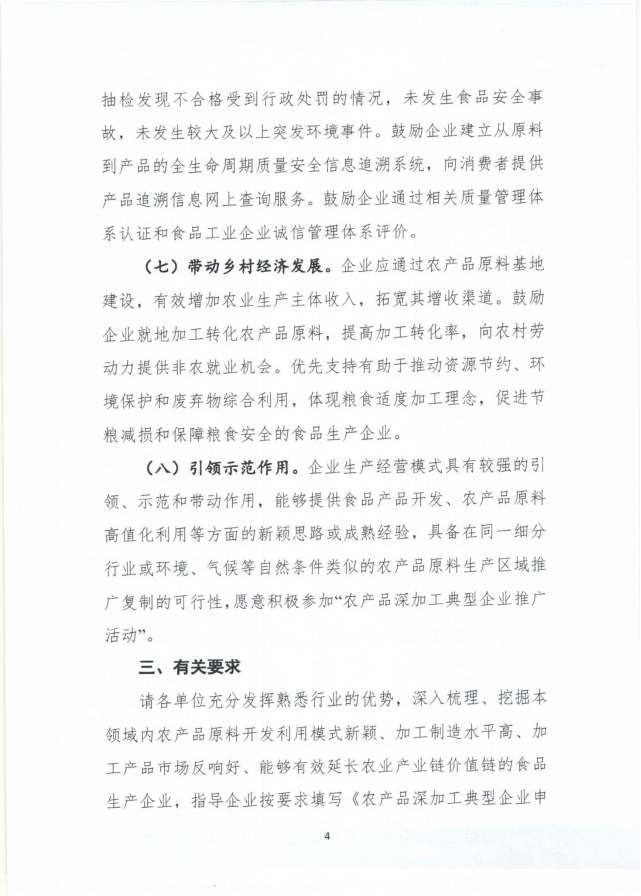 抽检发现不合格受到行政处罚的情况，未发生食品安全事
故，未发生较大及以上突发环境事件。鼓励企业建立从原料
到产品的全生命周期质量安全信息追溯系统，向消费者提供
产品追溯信息网上查询服务。鼓励企业通过相关质量管理体
系认证和食品工业企业诚信管理体系评价。
（七）带动乡村经济发展。企业应通过农产品原料基地
建设，有效增加农业生产主体收入，拓宽其增收渠道。鼓励
企业就地加工转化农产品原料，提高加工转化率，向农村劳
动力提供非农就业机会。优先支持有助于推动资源节约、环
境保护和废弃物综合利用，体现粮食适度加工理念，促进节
粮减损和保障粮食安全的食品生产企业。
（八）引领示范作用。企业生产经营模式具有较强的引
领、示范和带动作用，能够提供食品产品开发、农产品原料
高值化利用等方面的新颖思路或成熟经验，具备在同一细分
行业或环境、气候等自然条件类似的农产品原料生产区域推
广复制的可行性，愿意积极参加“农产品深加工典型企业推广
活动”。
三、有关要求
请各单位充分发挥熟悉行业的优势，深入梳理、挖掘本
领域内农产品原料开发利用模式新颖、加工制造水平高、加
工产品市场反响好、能够有效延长农业产业链价值链的食品
生产企业，指导企业按要求填写《农产品深加工典型企业申
4